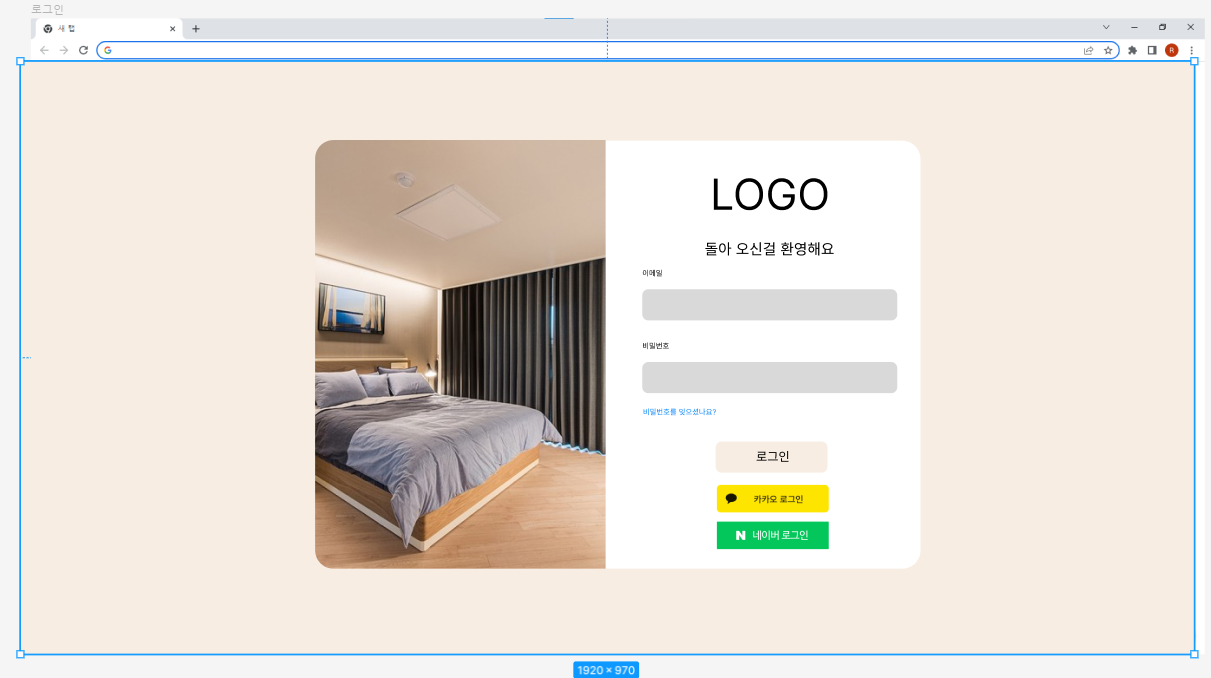 로그인
새 탭
R
LOGO
돌아 오신걸 환영해요
이메일
비밀번호
비밀번호를 잊으셨나요?
로그인
카카오 로그인
N 네이버 로그인
1920 × 970